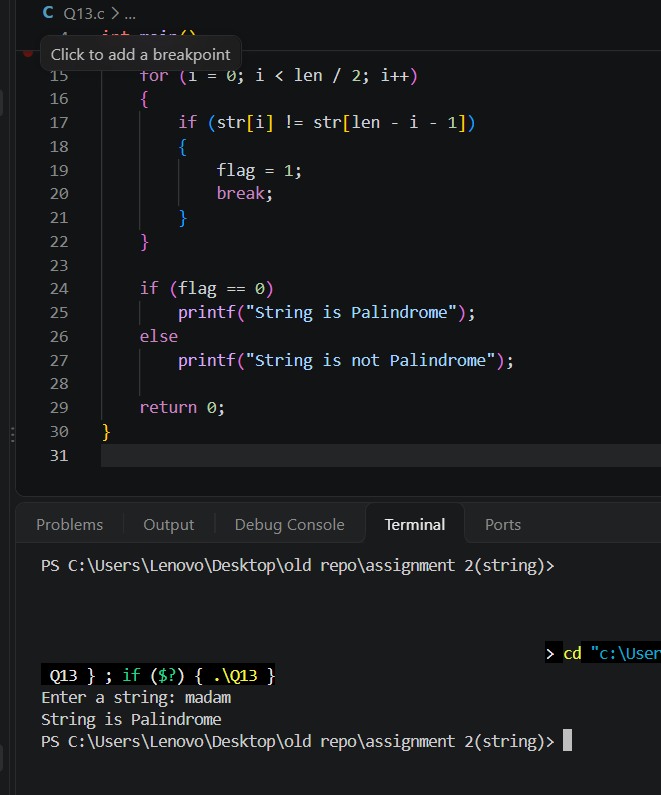 C Q13.c > ...
4 int main()
Click to add a breakpoint
15 for (i = 0; i < len / 2; i++)
16 {
17 if (str[i] != str[len - i - 1])
18 {
19 flag = 1;
20 break;
21 }
22 }
23
24 if (flag == 0)
25 printf("String is Palindrome");
26 else
27 printf("String is not Palindrome");
28
29 return 0;
30 }
31
Problems Output Debug Console Terminal Ports
PS C:\Users\Lenovo\Desktop\old repo\assignment 2(string)>
> cd "c:\User
Q13 } ; if ($?) { .\Q13 }
Enter a string: madam
String is Palindrome
PS C:\Users\Lenovo\Desktop\old repo\assignment 2(string)>